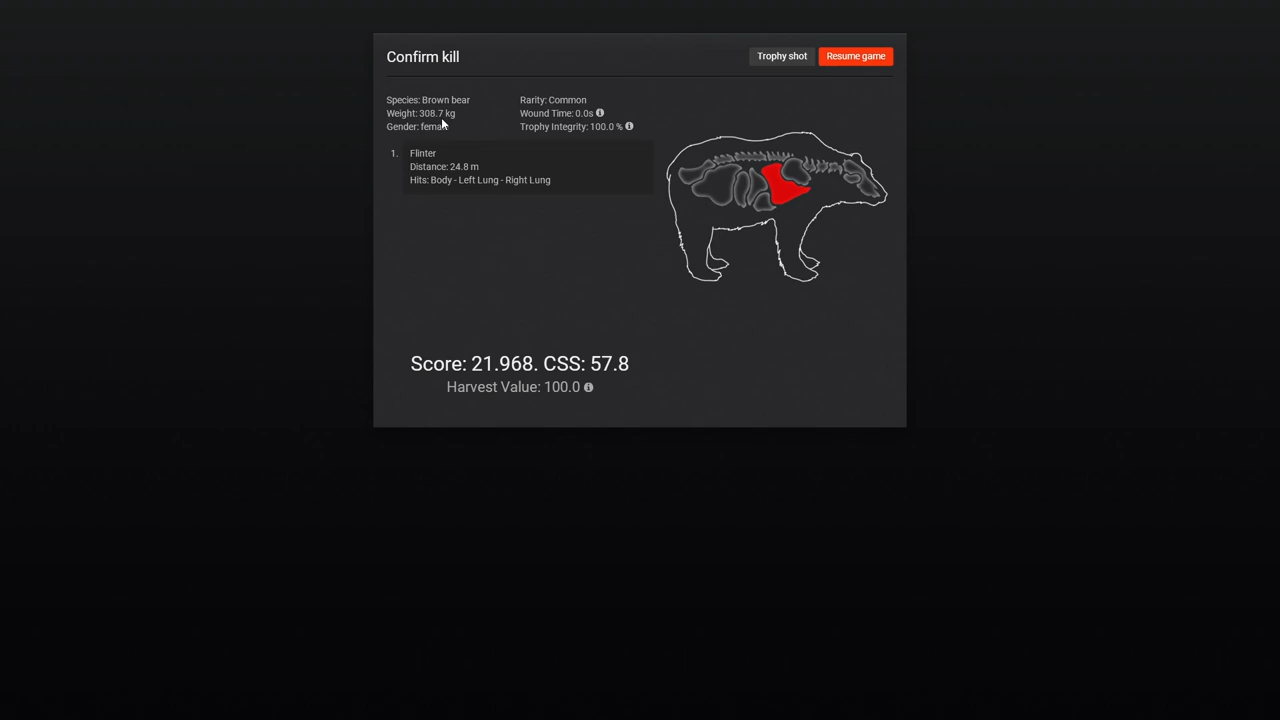 Confirm kill
Trophy shot
Resume game
Species: Brown bear
Weight: 308.7 kg
Gender: female
Rarity: Common
Wound Time: 0.0s
Trophy Integrity: 100.0 %
1. Flinter
Distance: 24.8 m
Hits: Body - Left Lung - Right Lung
Score: 21.968. CSS: 57.8
Harvest Value: 100.0